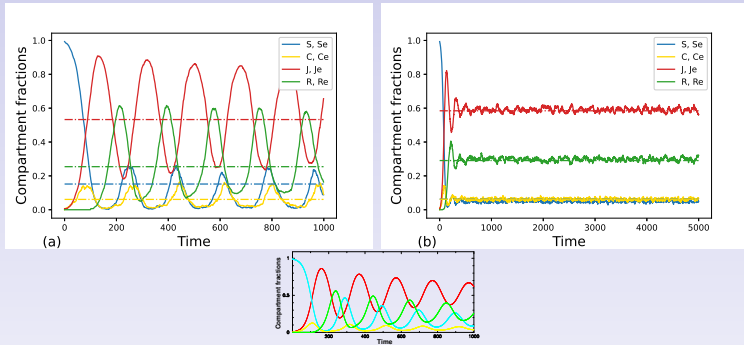 Compartment fractions
1.0
0.8
0.6
0.4
0.2
0.0
S, Se
C, Ce
J, Je
R, Re
0 200 400 600 800 1000
(a) Time
Compartment fractions
1.0
0.8
0.6
0.4
0.2
0.0
S, Se
C, Ce
J, Je
R, Re
0 1000 2000 3000 4000 5000
(b) Time
Compartment fractions
1
0.5
0
200 400 600 800 1000
Time